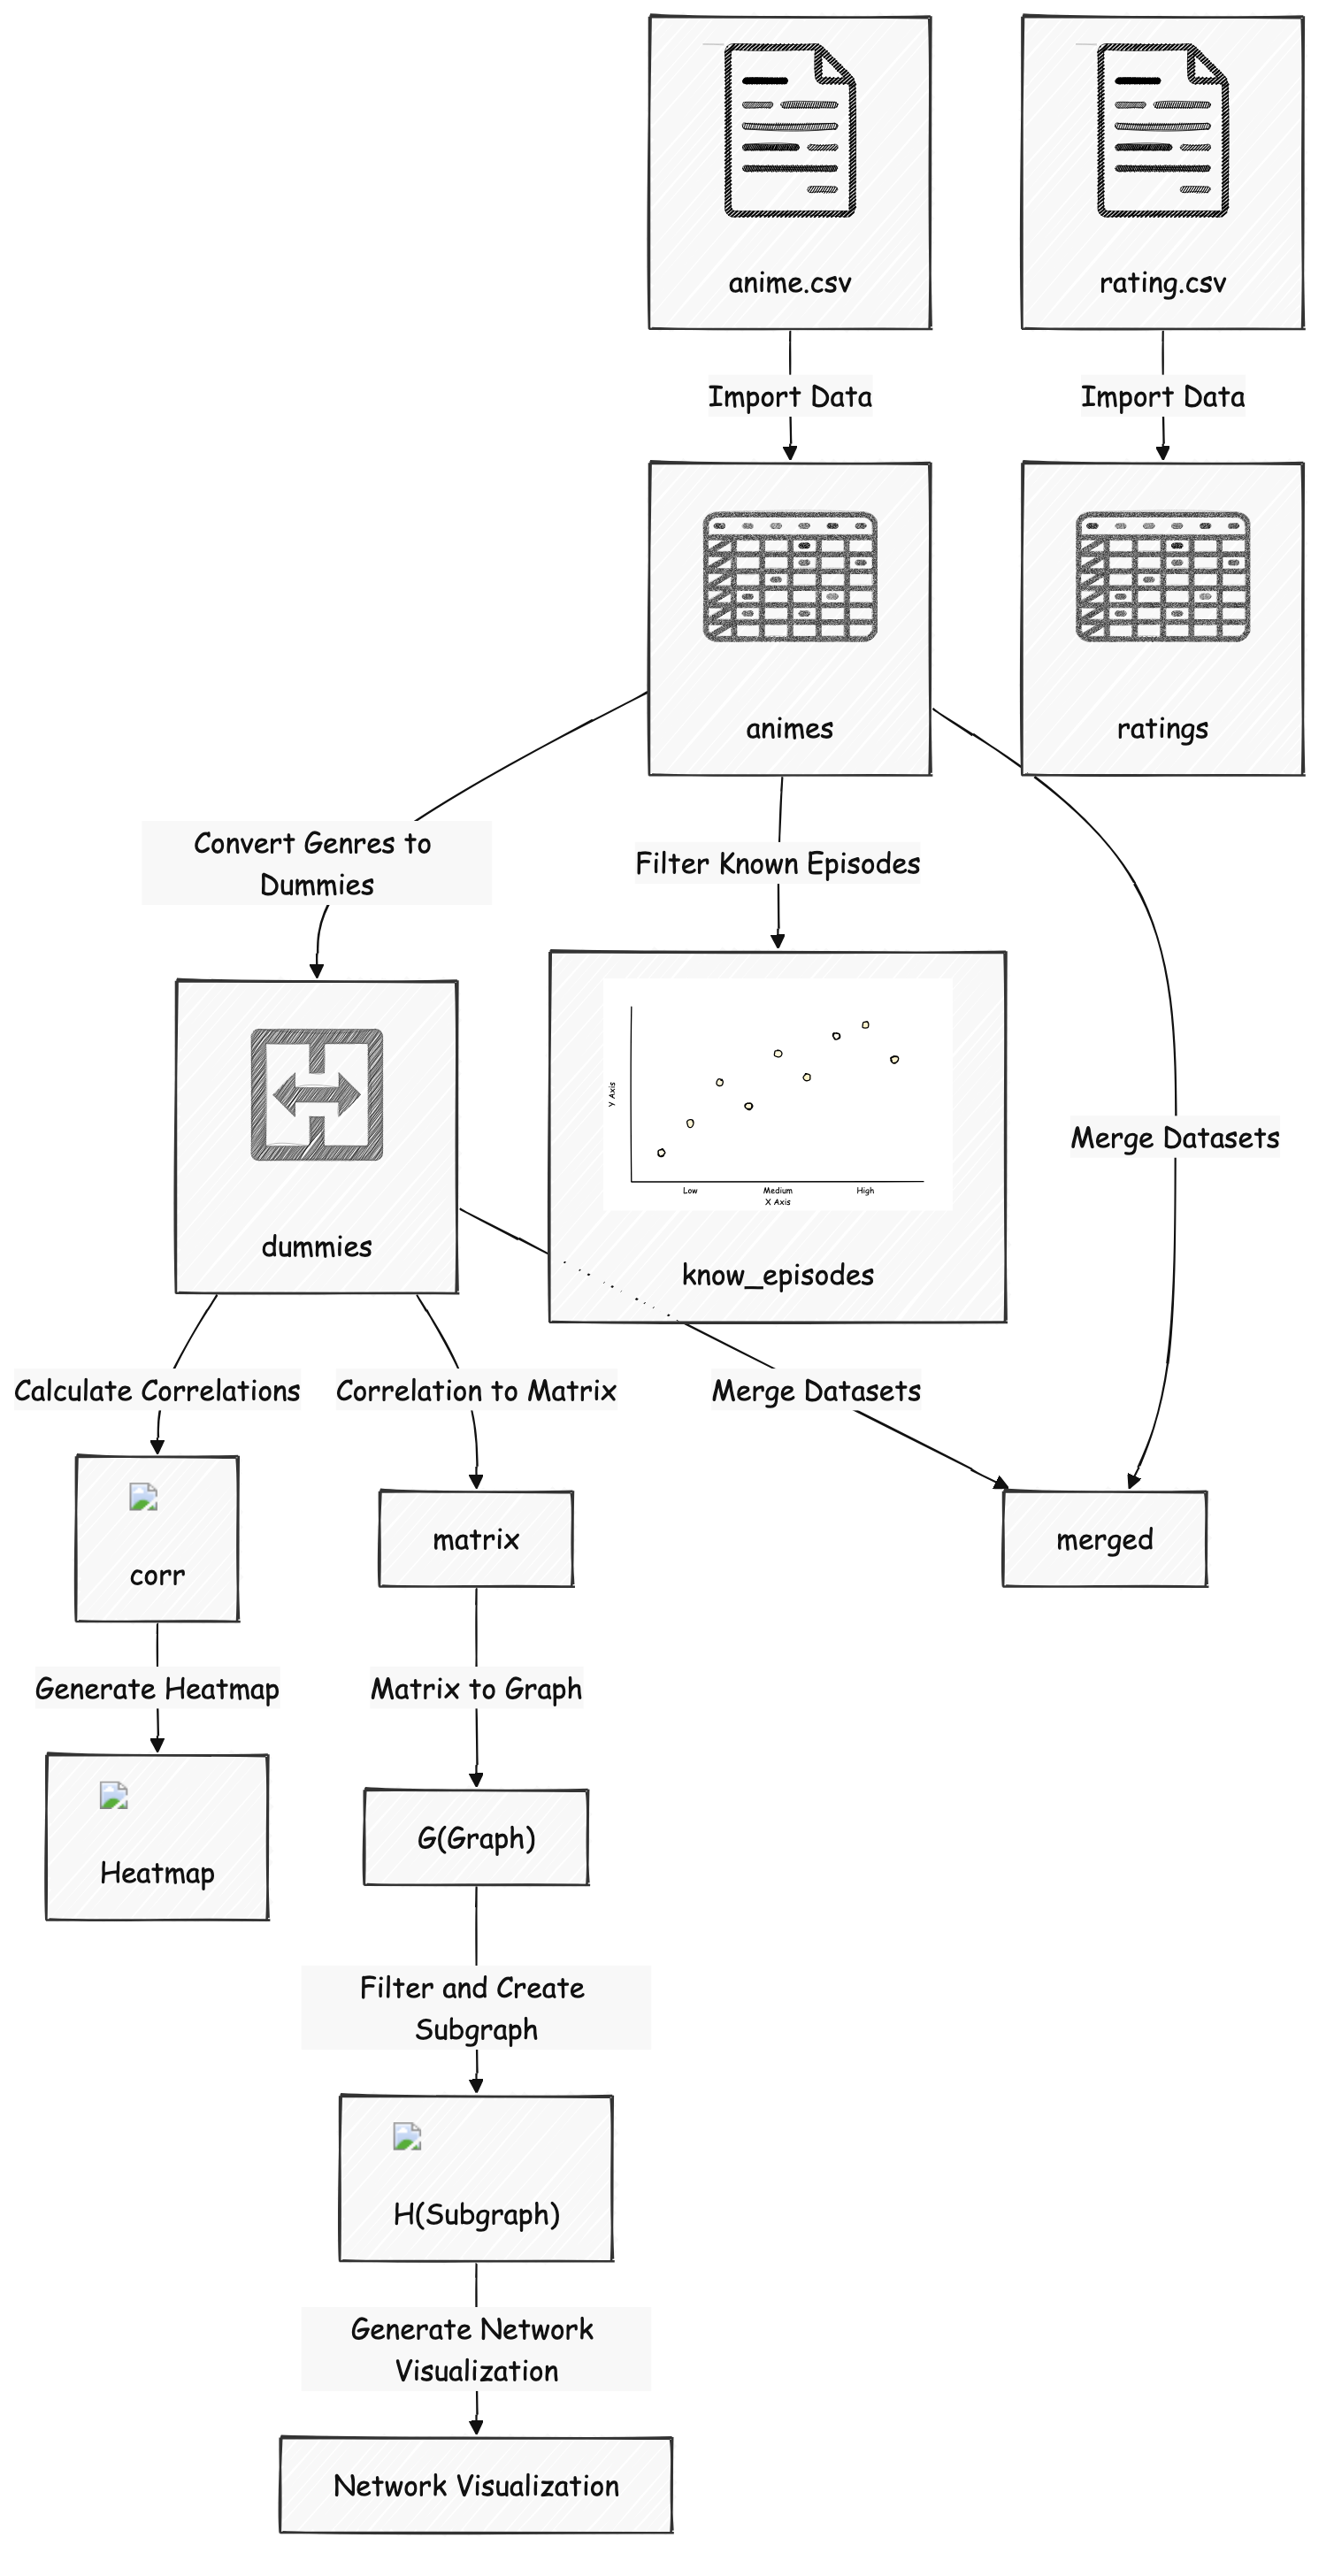 anime.csv
rating.csv
Import Data
Import Data
animes
ratings
Convert Genres to
Dummies
Filter Known Episodes
Y Axis
Low
Medium
High
X Axis
Merge Datasets
dummies
know_episodes
Calculate Correlations
Correlation to Matrix
Merge Datasets
corr
matrix
merged
Generate Heatmap
Matrix to Graph
Heatmap
G(Graph)
Filter and Create
Subgraph
H(Subgraph)
Generate Network
Visualization
Network Visualization